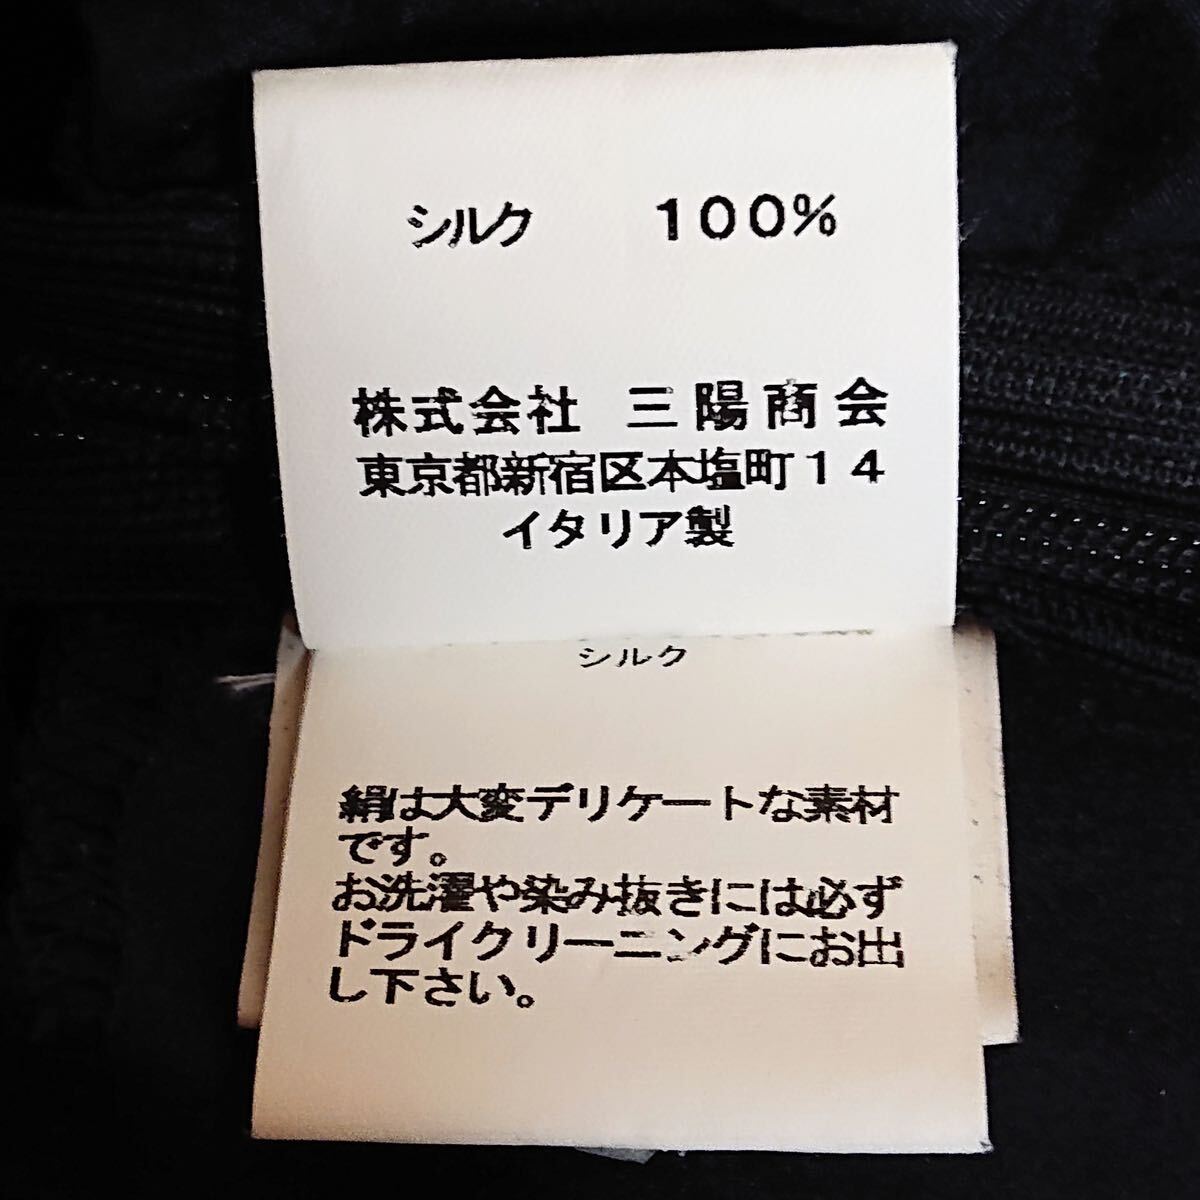 シルク 100%
株式会社 三陽商会
東京都新宿区本塩町14
イタリア製
シルク
絹は大変デリケートな素材
です。
お洗濯や染み抜きには必ず
ドライクリーニングにお出
し下さい。